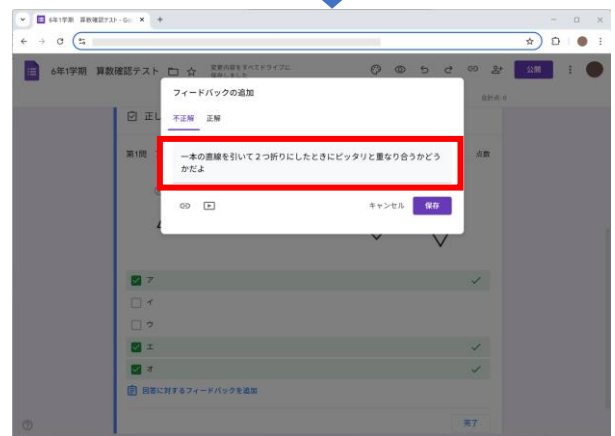 6年1学期 算数確認テスト - Go
6年1学期 算数確認テスト
変更内容をすべてドライブに
保存しました
公開
フィードバックの追加
合計点: 0
不正解 正解
正し
第1問
点数
一本の直線を引いて2つ折りにしたときにピッタリと重なり合うかどう
かだよ
キャンセル 保存
ア
イ
ウ
エ
オ
回答に対するフィードバックを追加
完了